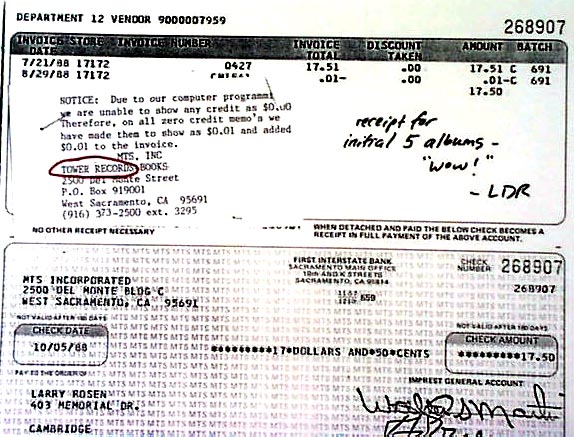 DEPARTMENT 12 VENDOR 9000007959
268907
INVOICE STORE INVOICE NUMBER INVOICE DISCOUNT AMOUNT BATCH
DATE TOTAL TAKEN
7/21/88 17172 0427 17.51 .00 17.51 C 691
8/29/88 17172 .01- .00 .01-C 691
17.50
NOTICE: Due to our computer programmi
we are unable to show any credit as $0.00
Therefore, on all zero credit memo's we
have made them to show as $0.01 and added
$0.01 to the invoice.
MTS. INC
TOWER RECORDS BOOKS
2500 Del Monte Street
P.O. Box 919001
West Sacramento, CA 95691
(916) 373-2500 ext. 3295
receipt for
initial 5 albums -
"wow!"
- LDR
NO OTHER RECEIPT NECESSARY
WHEN DETACHED AND PAID THE BELOW CHECK BECOMES A
RECEIPT IN FULL PAYMENT OF THE ABOVE ACCOUNT.
FIRST INTERSTATE BANK
SACRAMENTO MAIN OFFICE
10th AND K STREETS
SACRAMENTO, CA 95814
CHECK
NUMBER 268907
268907
MTS INCORPORATED
2500 DEL MONTE BLDG C
WEST SACRAMENTO, CA 95691
NOT VALID AFTER 180 DAYS
CHECK DATE
10/05/88
*********17*DOLLARS AND*50*CENTS
NOT VALID AFTER 180 DAYS
CHECK AMOUNT
*********17.50
PAY TO THE ORDER OF
IMPREST GENERAL ACCOUNT
LARRY ROSEN
403 MEMORIAL DR.
CAMBRIDGE